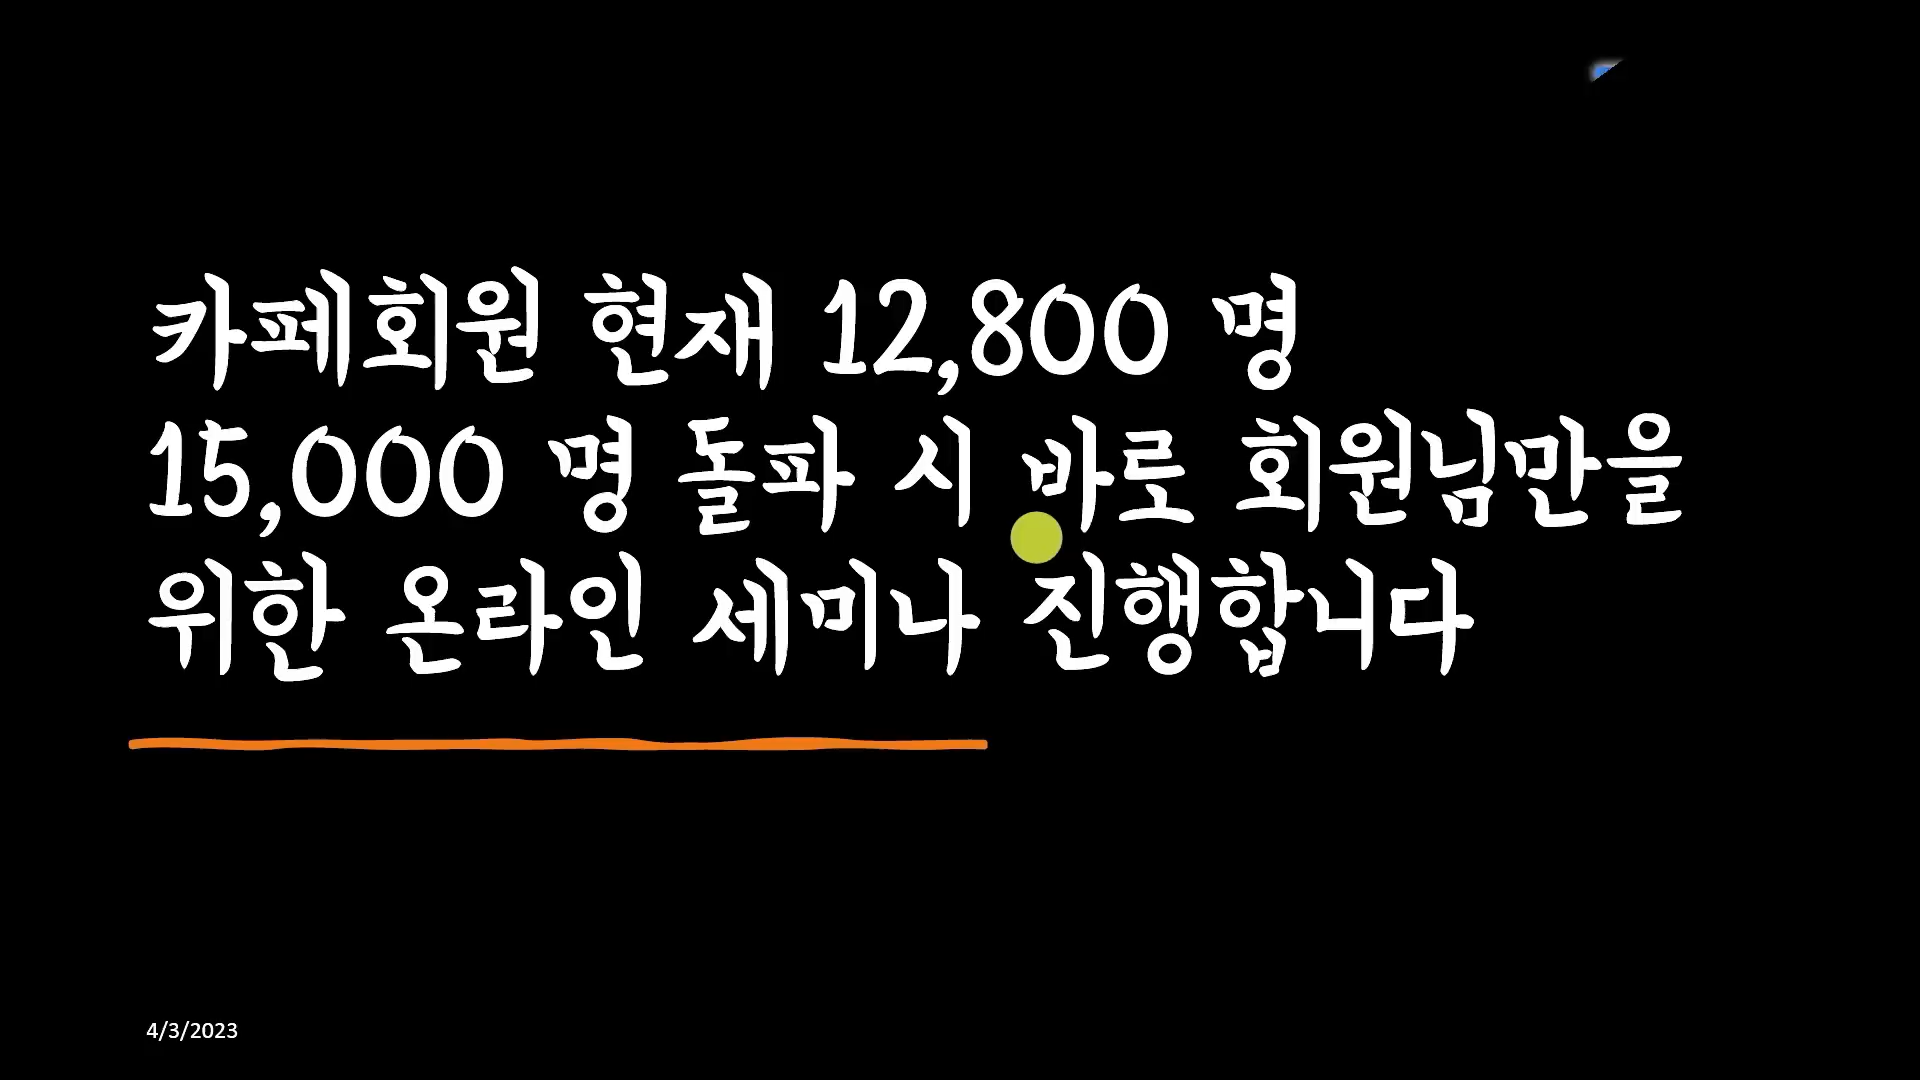 카페회원 현재 12,800 명
15,000 명 돌파 시 바로 회원님만을
위한 온라인 세미나 진행합니다
4/3/2023